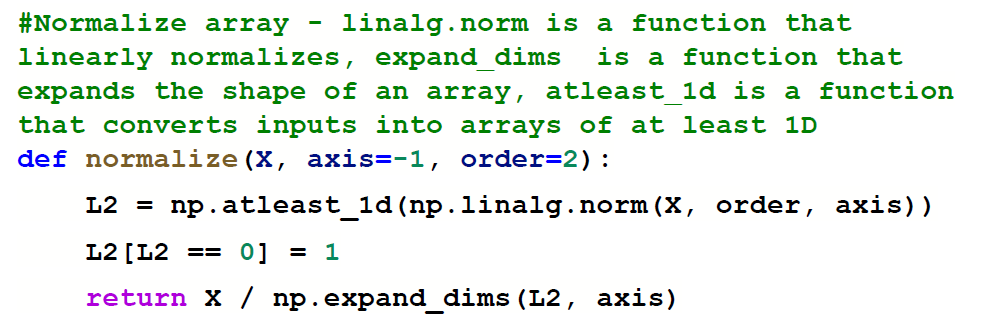 #Normalize array - linalg.norm is a function that
linearly normalizes, expand_dims  is a function that
expands the shape of an array, atleast_1d is a function
that converts inputs into arrays of at least 1D
def normalize(X, axis=-1, order=2):
    L2 = np.atleast_1d(np.linalg.norm(X, order, axis))
    L2[L2 == 0] = 1
    return X / np.expand_dims(L2, axis)